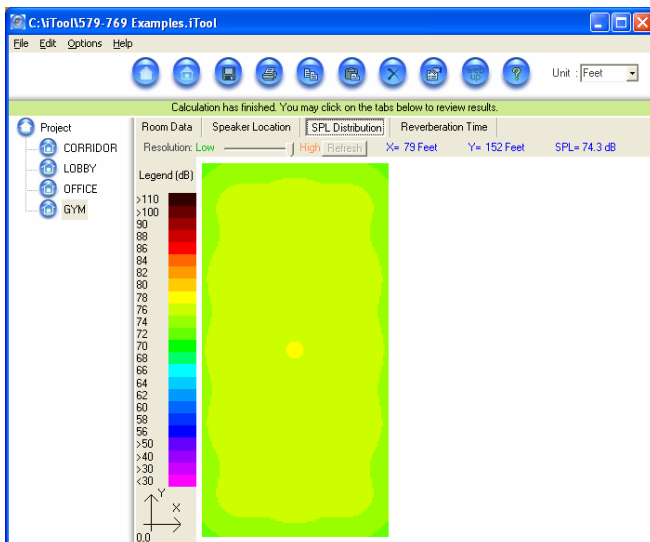 C:\iTool\579-769 Examples.iTool
File Edit Options Help
web up ? Unit : Feet
Calculation has finished. You may click on the tabs below to review results.
Project
CORRIDOR
LOBBY
OFFICE
GYM
Room Data Speaker Location SPL Distribution Reverberation Time
Resolution: Low High Refresh X= 79 Feet Y= 152 Feet SPL= 74.3 dB
Legend (dB)
>110
>100
90
88
86
84
82
80
78
76
74
72
70
68
66
64
62
60
58
56
>50
>40
>30
<30
Y
X
0.0